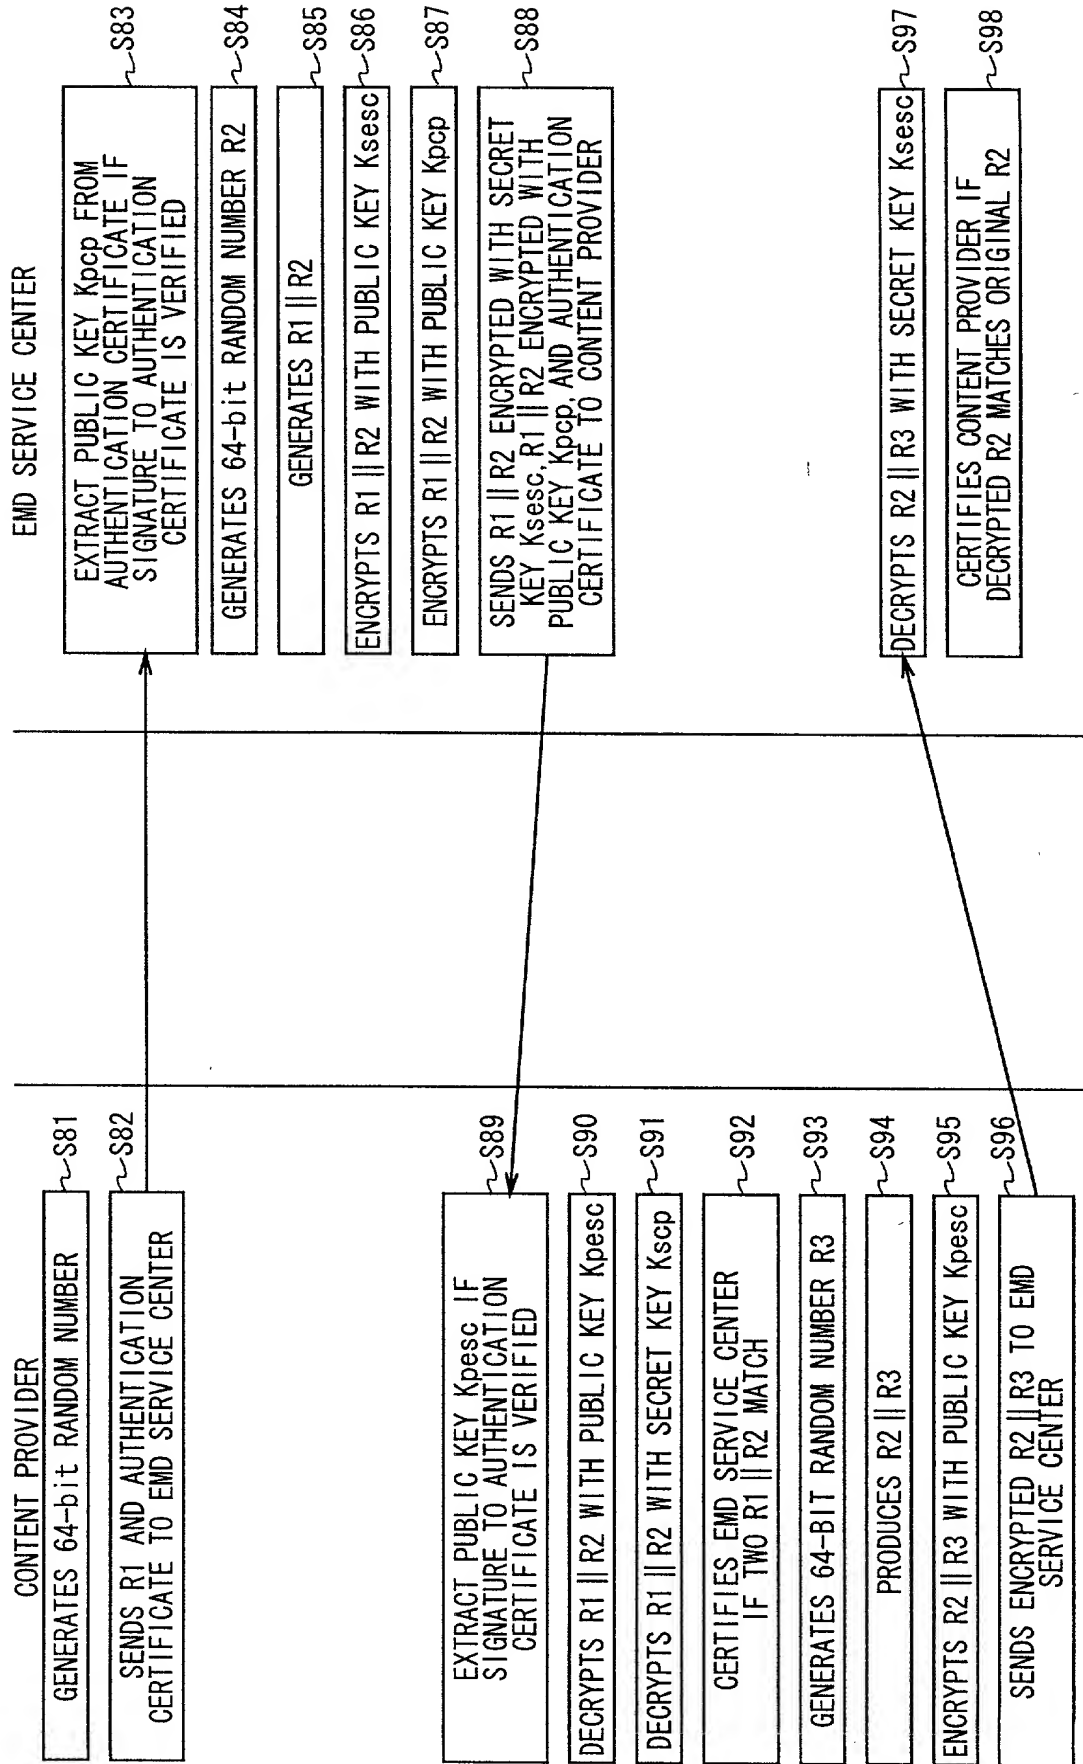 CONTENT PROVIDER
GENERATES 64-bit RANDOM NUMBER
S81
SENDS R1 AND AUTHENTICATION
CERTIFICATE TO EMD SERVICE CENTER
S82
EXTRACT PUBLIC KEY Kpesc IF
SIGNATURE TO AUTHENTICATION
CERTIFICATE IS VERIFIED
S89
DECRYPTS R1 || R2 WITH PUBLIC KEY Kpesc
S90
DECRYPTS R1 || R2 WITH SECRET KEY Kscp
S91
CERTIFIES EMD SERVICE CENTER
IF TWO R1 || R2 MATCH
S92
GENERATES 64-BIT RANDOM NUMBER R3
S93
PRODUCES R2 || R3
S94
ENCRYPTS R2 || R3 WITH PUBLIC KEY Kpesc
S95
SENDS ENCRYPTED R2 || R3 TO EMD
SERVICE CENTER
S96
EMD SERVICE CENTER
EXTRACT PUBLIC KEY Kpcp FROM
AUTHENTICATION CERTIFICATE IF
SIGNATURE TO AUTHENTICATION
CERTIFICATE IS VERIFIED
S83
GENERATES 64-bit RANDOM NUMBER R2
S84
GENERATES R1 || R2
S85
ENCRYPTS R1 || R2 WITH PUBLIC KEY Ksesc
S86
ENCRYPTS R1 || R2 WITH PUBLIC KEY Kpcp
S87
SENDS R1 || R2 ENCRYPTED WITH SECRET
KEY Ksesc, R1 || R2 ENCRYPTED WITH
PUBLIC KEY Kpcp, AND AUTHENTICATION
CERTIFICATE TO CONTENT PROVIDER
S88
DECRYPTS R2 || R3 WITH SECRET KEY Ksesc
S97
CERTIFIES CONTENT PROVIDER IF
DECRYPTED R2 MATCHES ORIGINAL R2
S98